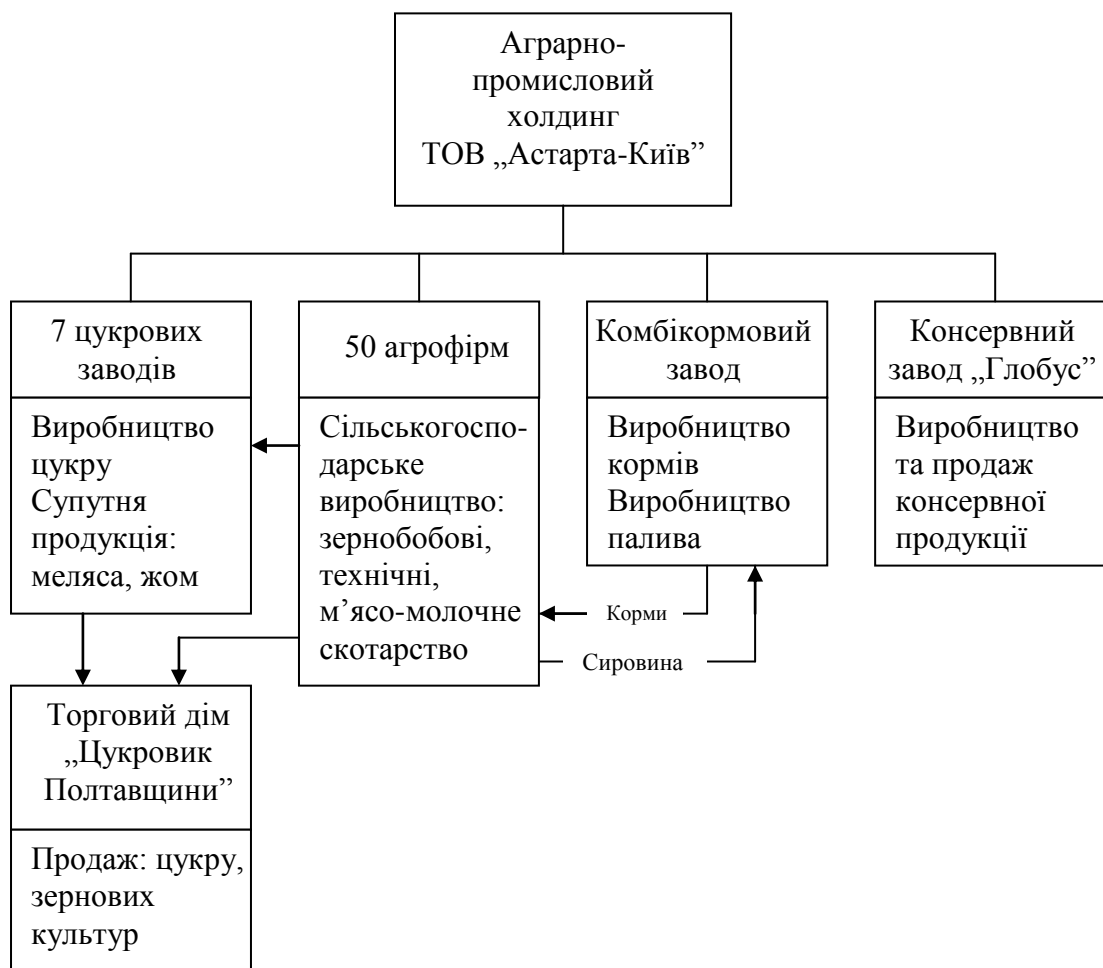 Аграрно-
промисловий
холдинг
ТОВ „Астарта-Київ”
7 цукрових
заводів
Виробництво
цукру
Супутня
продукція:
меляса, жом
50 агрофірм
Сільськогоспо-
дарське
виробництво:
зернобобові,
технічні,
м’ясо-молочне
скотарство
Комбікормовий
завод
Виробництво
кормів
Виробництво
палива
Консервний
завод „Глобус”
Виробництво
та продаж
консервної
продукції
Корми
Сировина
Торговий дім
„Цукровик
Полтавщини”
Продаж: цукру,
зернових
культур